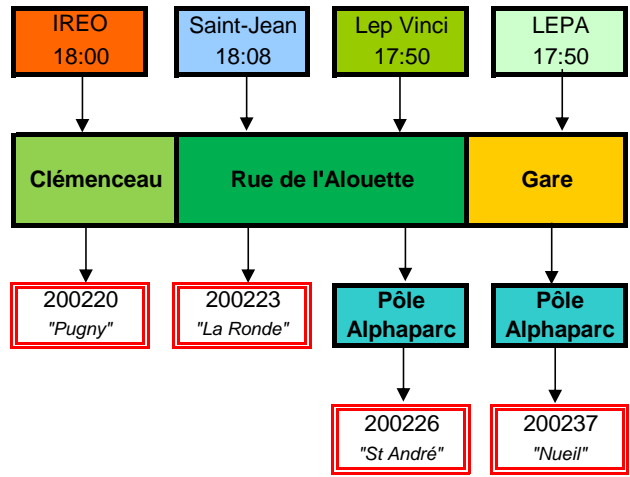 IREO
18:00
Saint-Jean
18:08
Lep Vinci
17:50
LEPA
17:50
Clémenceau
Rue de l'Alouette
Gare
200220
"Pugny"
200223
"La Ronde"
Pôle
Alphaparc
Pôle
Alphaparc
200226
"St André"
200237
"Nueil"